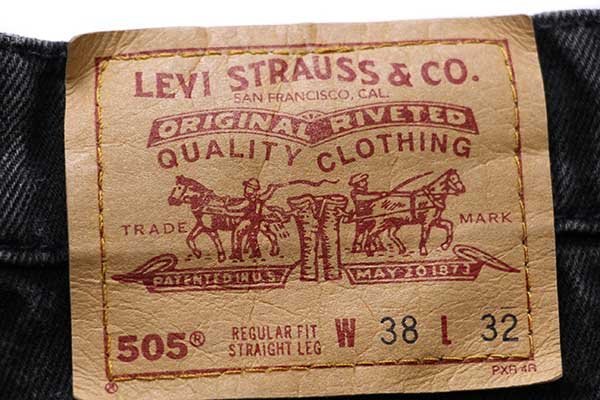 LEVI STRAUSS & CO.
SAN FRANCISCO, CAL.
ORIGINAL RIVETED
QUALITY CLOTHING
TRADE MARK
PATENTED IN U.S. MAY 20 1873
505® REGULAR FIT STRAIGHT LEG W 38 L 32
®